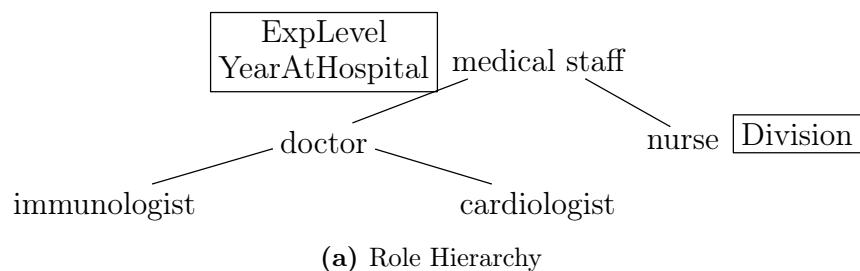 ExpLevel
YearAtHospital
medical staff
doctor
nurse
Division
immunologist
cardiologist
(a) Role Hierarchy